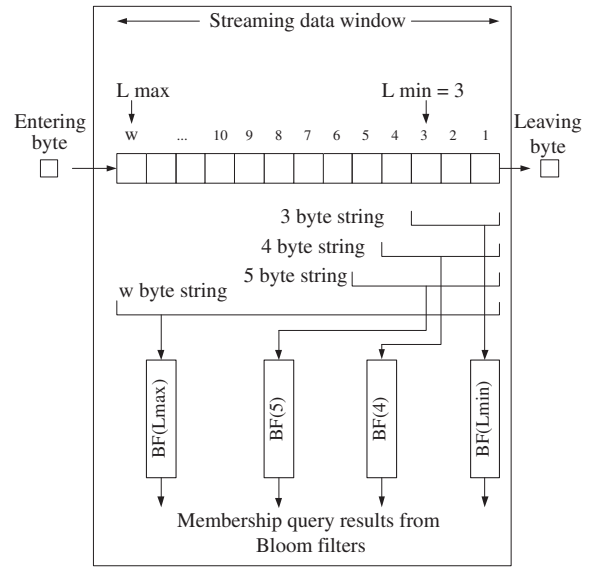 Streaming data window
L max
L min = 3
Entering
byte
w ... 10 9 8 7 6 5 4 3 2 1
Leaving
byte
3 byte string
4 byte string
5 byte string
w byte string
BF(Lmax)
BF(5)
BF(4)
BF(Lmin)
Membership query results from
Bloom filters